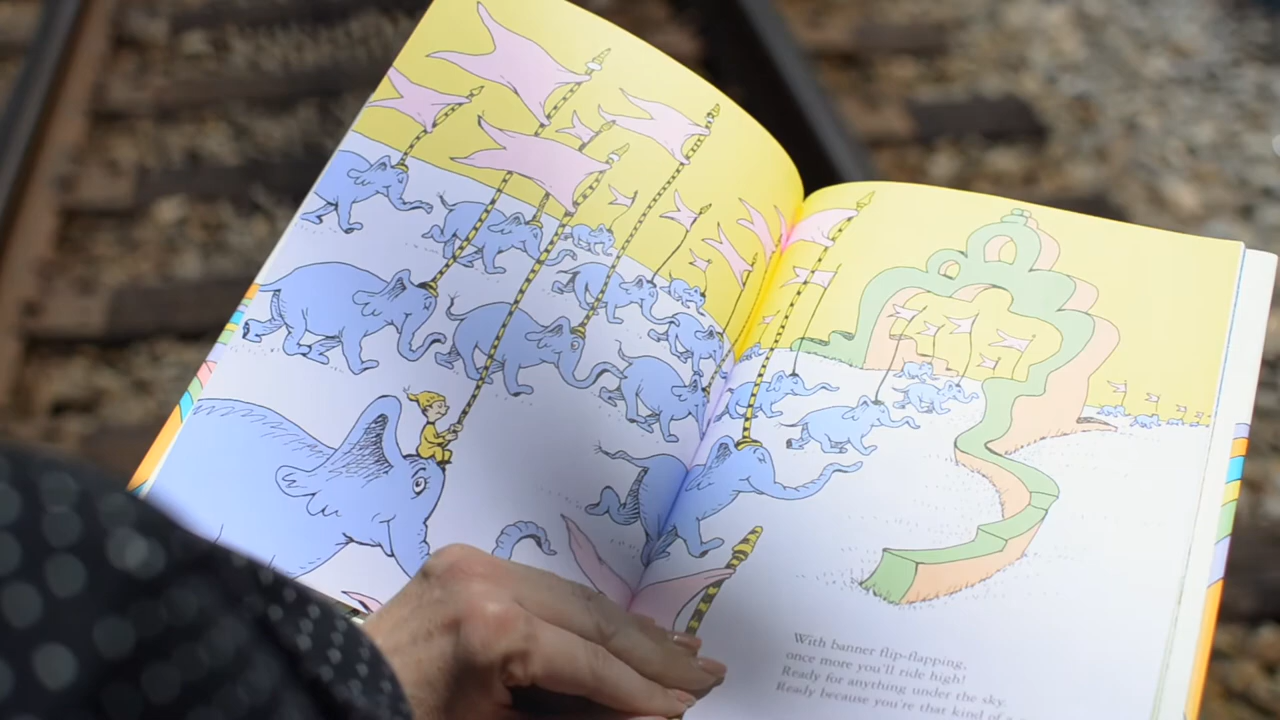 With banner flip-flapping,
once more you'll ride high!
Ready for anything under the sky.
Ready because you're that kind of a